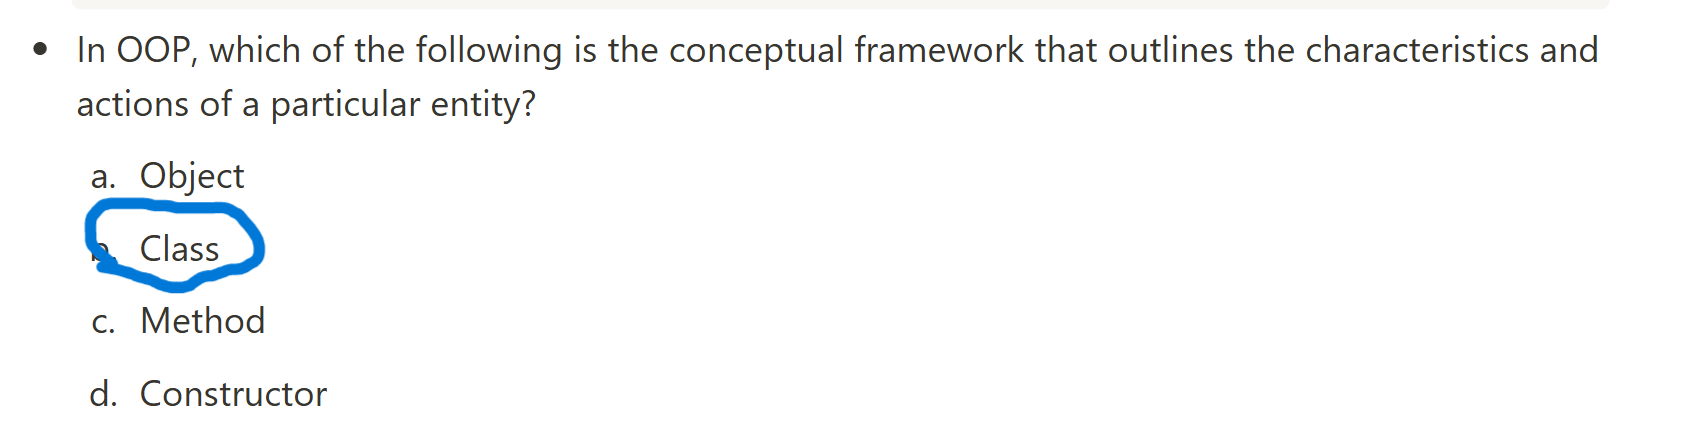 • In OOP, which of the following is the conceptual framework that outlines the characteristics and
actions of a particular entity?
a. Object
b. Class
c. Method
d. Constructor